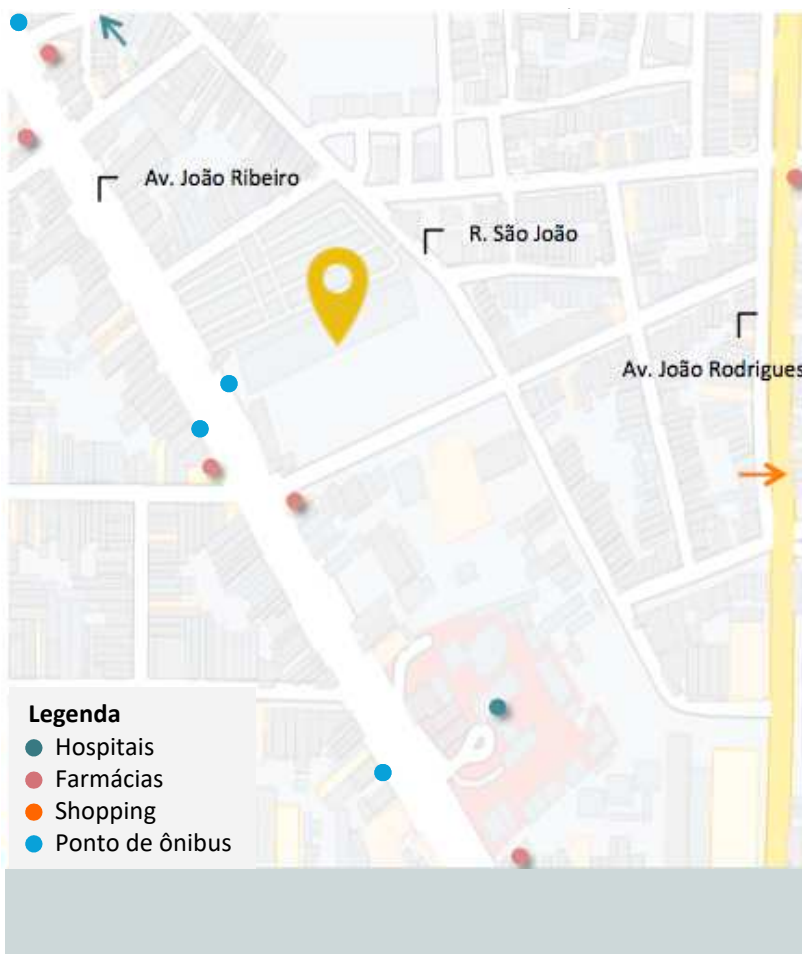 Av. João Ribeiro
R. São João
Av. João Rodrigues
Legenda
Hospitais
Farmácias
Shopping
Ponto de ônibus